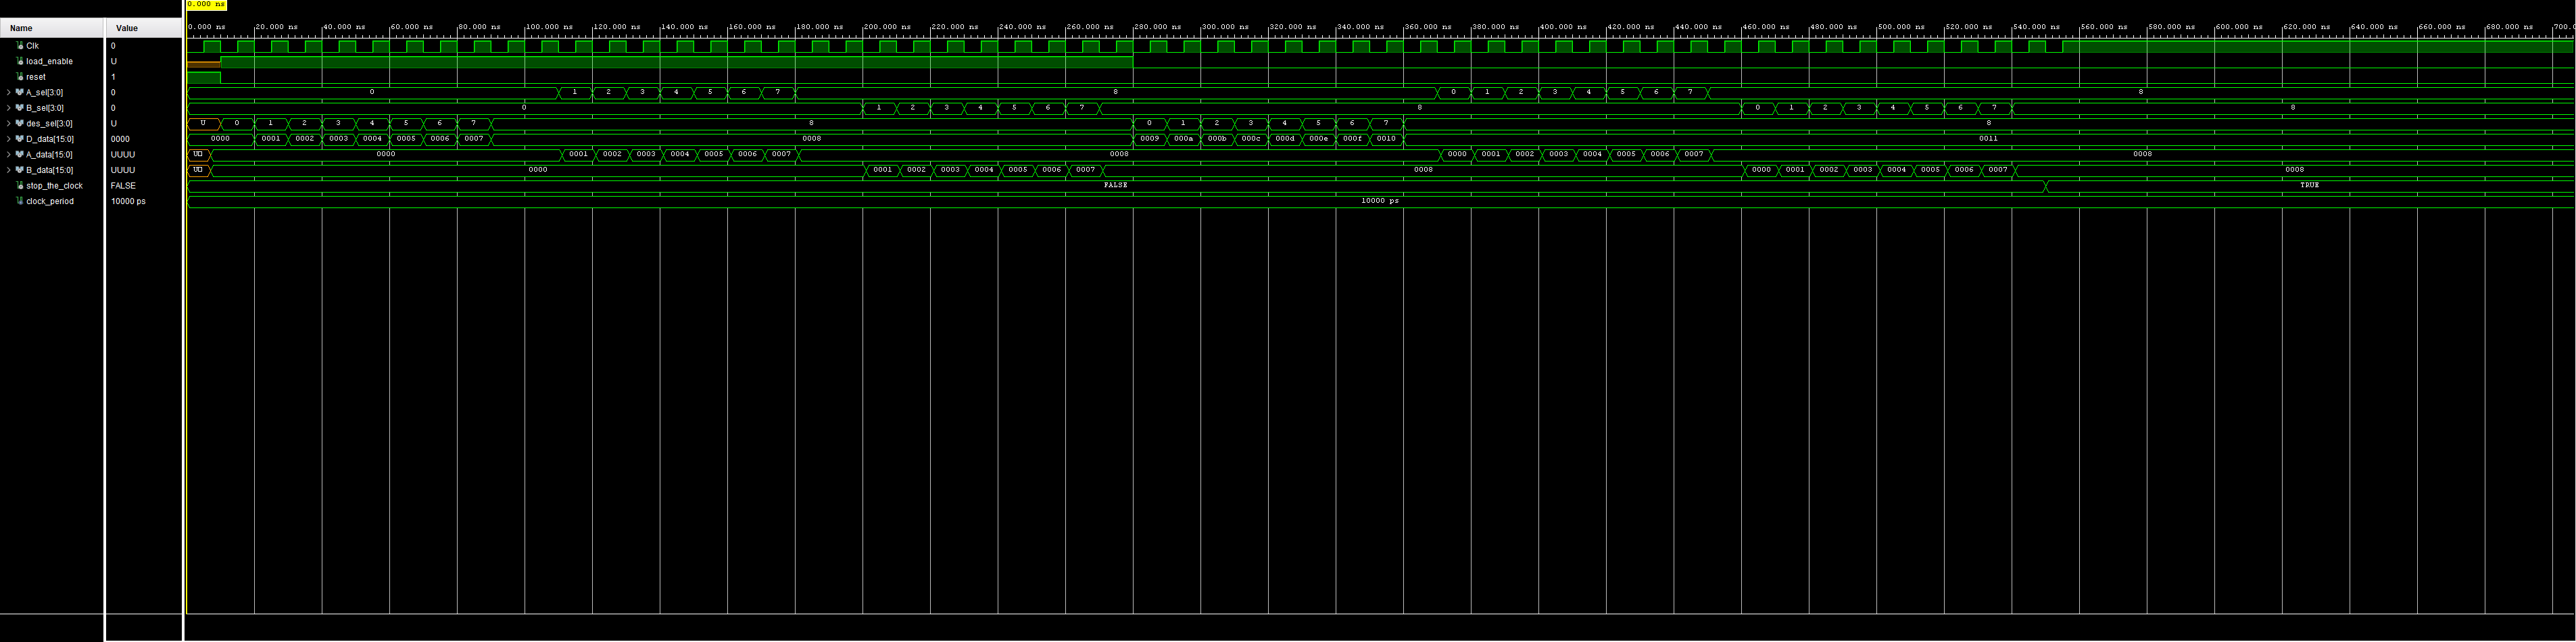 0.000 ns
Name Value 0.000 ns 20.000 ns 40.000 ns 60.000 ns 80.000 ns 100.000 ns 120.000 ns 140.000 ns 160.000 ns 180.000 ns 200.000 ns 220.000 ns 240.000 ns 260.000 ns 280.000 ns 300.000 ns 320.000 ns 340.000 ns 360.000 ns 380.000 ns 400.000 ns 420.000 ns 440.000 ns 460.000 ns 480.000 ns 500.000 ns 520.000 ns 540.000 ns 560.000 ns 580.000 ns 600.000 ns 620.000 ns 640.000 ns 660.000 ns 680.000 ns 700.0
Clk 0
load_enable U
reset 1
A_sel[3:0] 0 0 1 2 3 4 5 6 7 8 0 1 2 3 4 5 6 7 8
B_sel[3:0] 0 0 1 2 3 4 5 6 7 8 0 1 2 3 4 5 6 7 8
des_sel[3:0] U U 0 1 2 3 4 5 6 7 8 0 1 2 3 4 5 6 7 8
D_data[15:0] 0000 0000 0001 0002 0003 0004 0005 0006 0007 0008 0009 000a 000b 000c 000d 000e 000f 0010 0011
A_data[15:0] UUUU UU 0000 0001 0002 0003 0004 0005 0006 0007 0008 0000 0001 0002 0003 0004 0005 0006 0007 0008
B_data[15:0] UUUU UU 0000 0001 0002 0003 0004 0005 0006 0007 0008 0000 0001 0002 0003 0004 0005 0006 0007 0008
stop_the_clock FALSE FALSE TRUE
clock_period 10000 ps 10000 ps